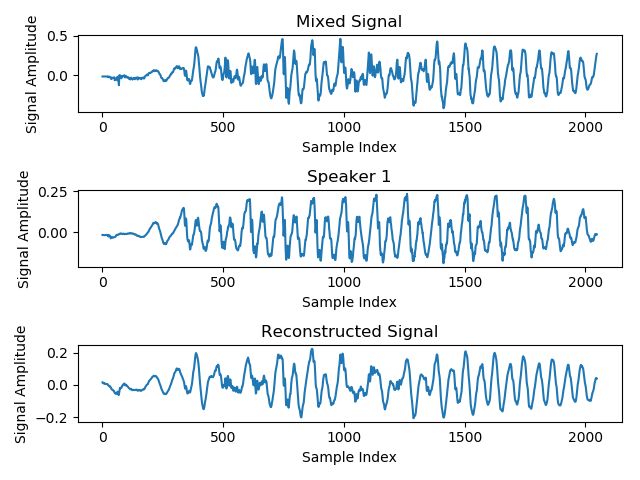 Mixed Signal
Signal Amplitude
0.5
0.0
0 500 1000 1500 2000
Sample Index
Speaker 1
Signal Amplitude
0.25
0.00
0 500 1000 1500 2000
Sample Index
Reconstructed Signal
Signal Amplitude
0.2
0.0
−0.2
0 500 1000 1500 2000
Sample Index